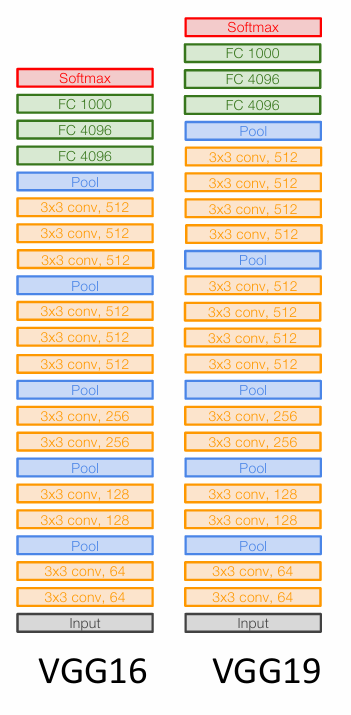 Softmax
FC 1000
FC 4096
FC 4096
Pool
3x3 conv, 512
3x3 conv, 512
3x3 conv, 512
Pool
3x3 conv, 512
3x3 conv, 512
3x3 conv, 512
Pool
3x3 conv, 256
3x3 conv, 256
Pool
3x3 conv, 128
3x3 conv, 128
Pool
3x3 conv, 64
3x3 conv, 64
Input
VGG16
Softmax
FC 1000
FC 4096
FC 4096
Pool
3x3 conv, 512
3x3 conv, 512
3x3 conv, 512
3x3 conv, 512
Pool
3x3 conv, 512
3x3 conv, 512
3x3 conv, 512
3x3 conv, 512
Pool
3x3 conv, 256
3x3 conv, 256
Pool
3x3 conv, 128
3x3 conv, 128
Pool
3x3 conv, 64
3x3 conv, 64
Input
VGG19